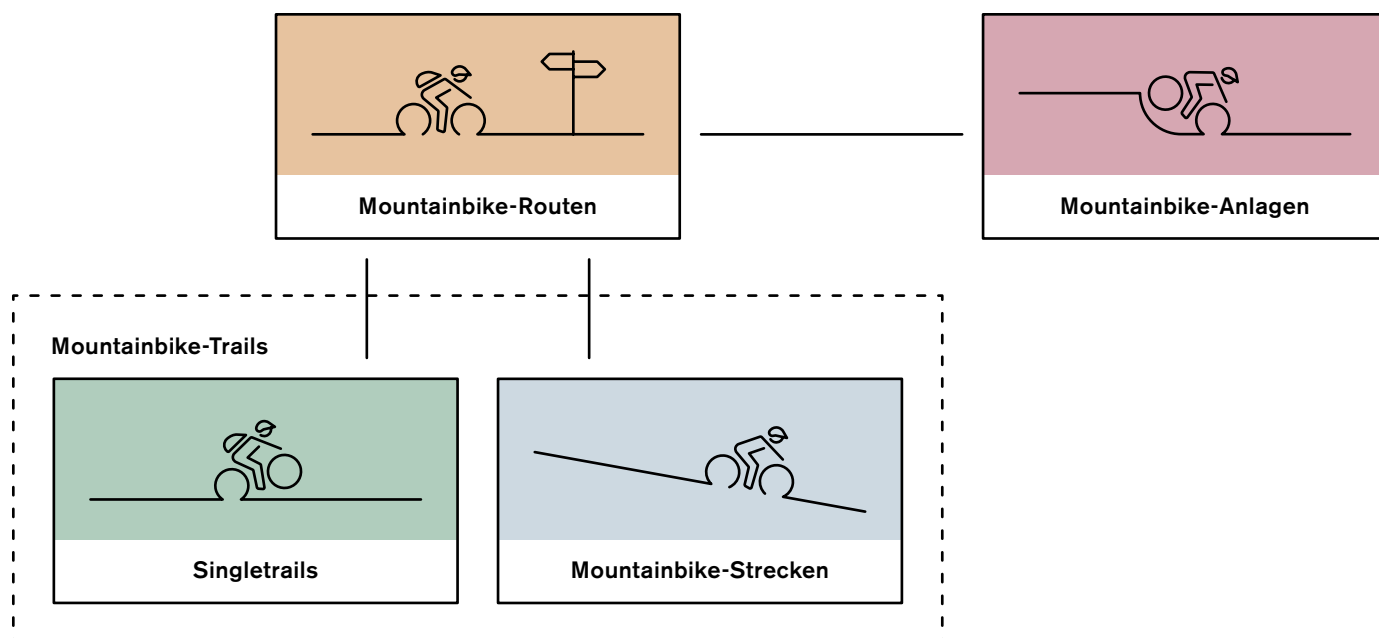 Mountainbike-Routen
Mountainbike-Anlagen
Mountainbike-Trails
Singletrails
Mountainbike-Strecken